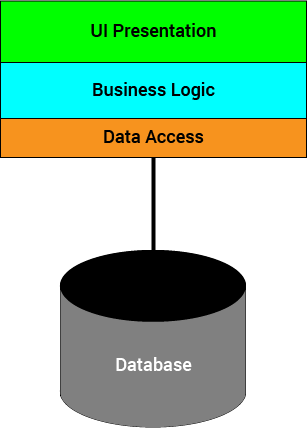 UI Presentation
Business Logic
Data Access
Database